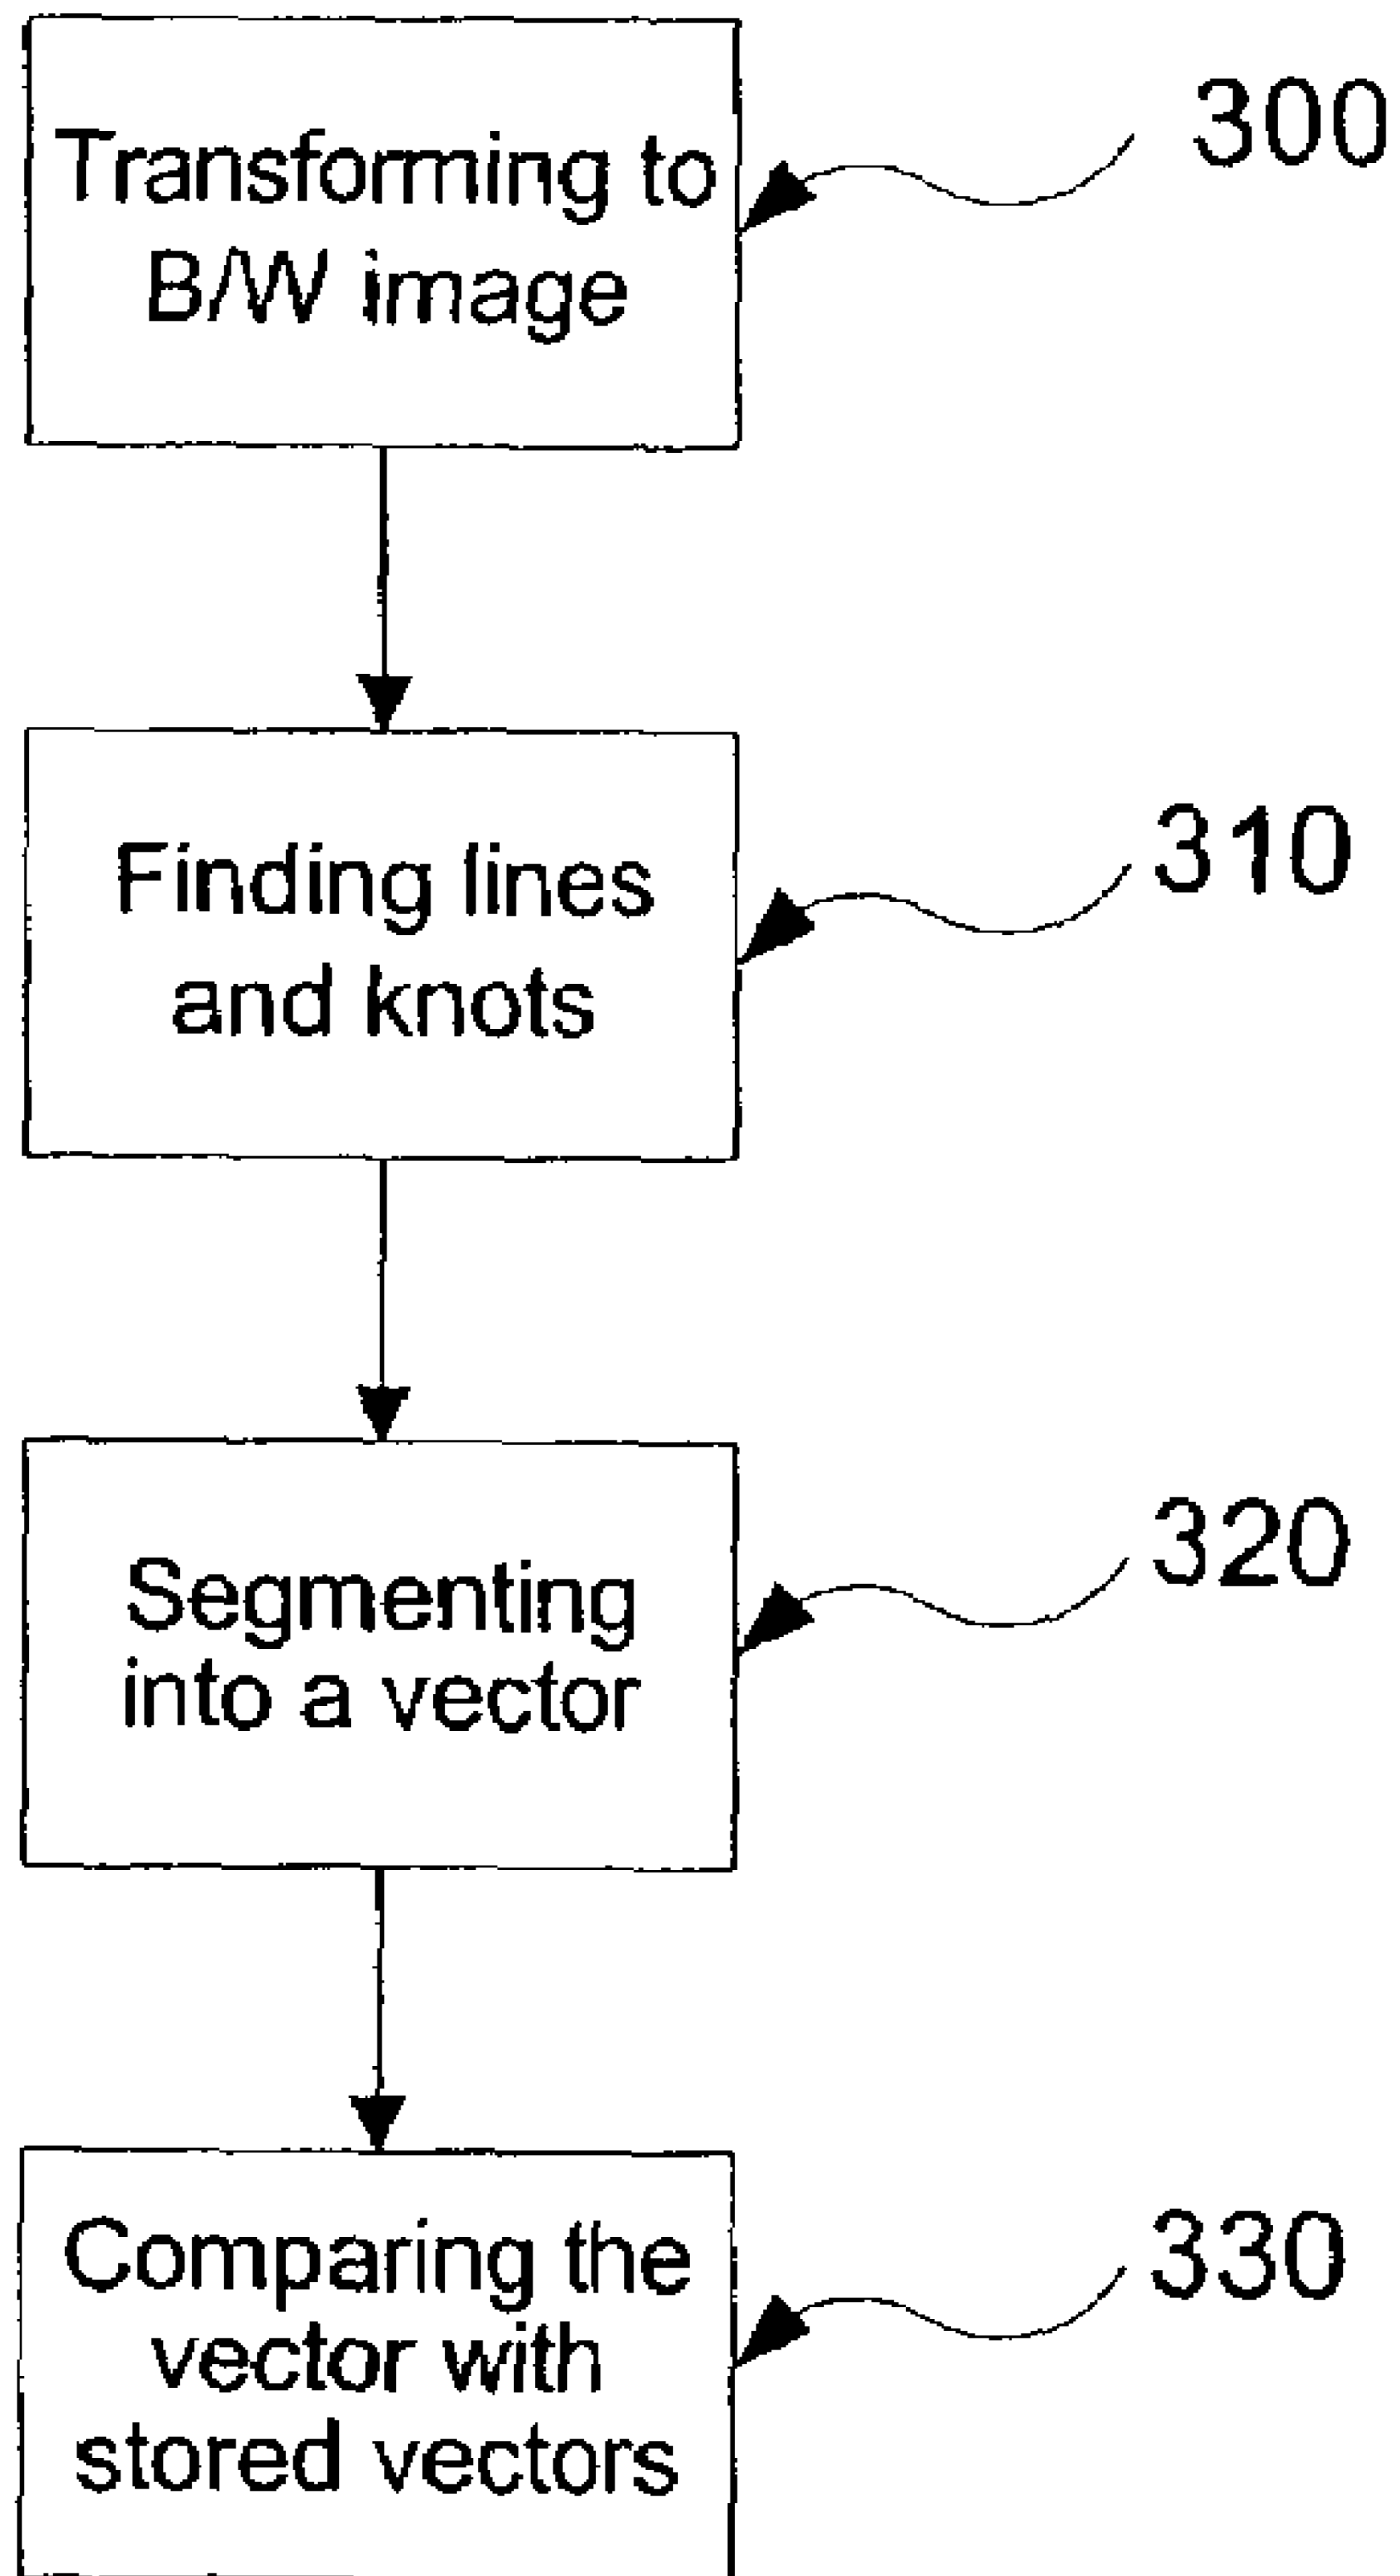 Transforming to
B/W image
300
Finding lines
and knots
310
Segmenting
into a vector
320
Comparing the
vector with
stored vectors
330